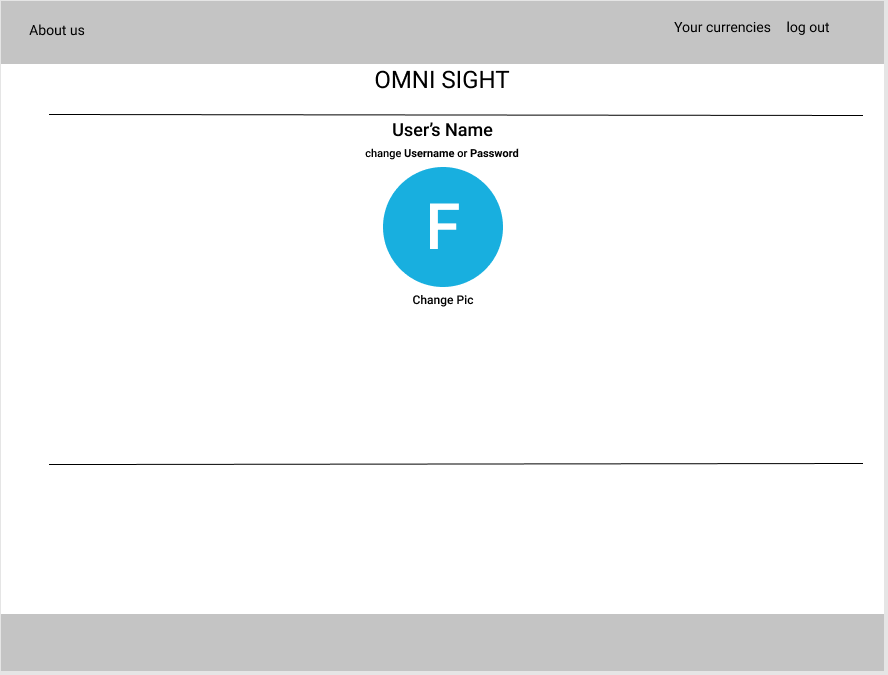 About us
Your currencies
log out
OMNI SIGHT
User’s Name
change Username or Password
F
Change Pic